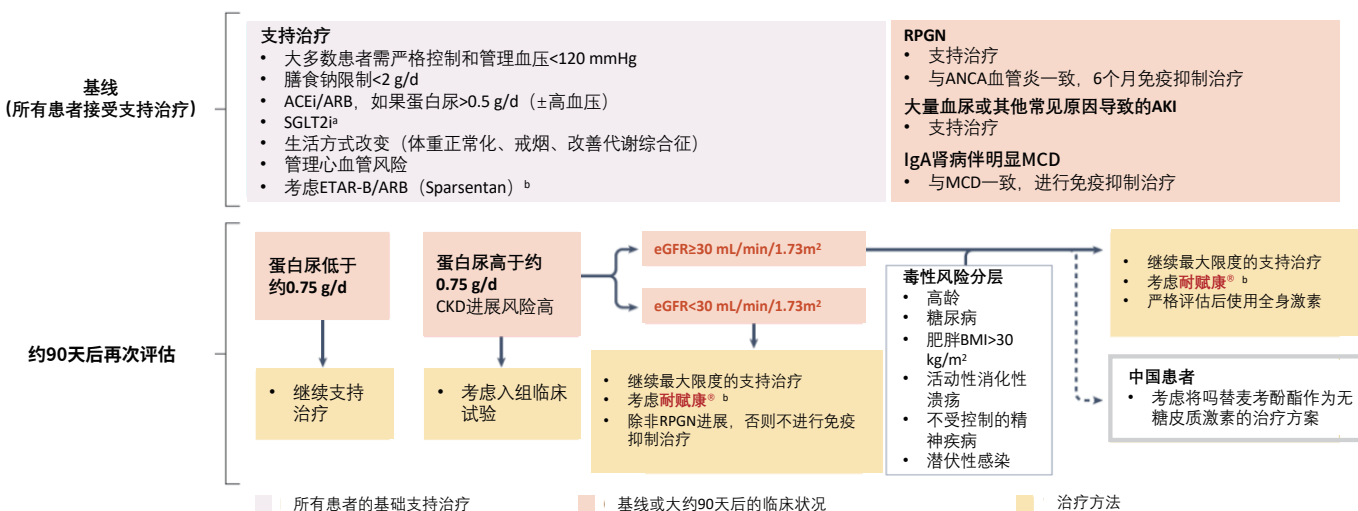 基线
(所有患者接受支持治疗)
支持治疗
• 大多数患者需严格控制和管理血压<120 mmHg
• 膳食钠限制<2 g/d
• ACEi/ARB，如果蛋白尿>0.5 g/d（±高血压）
• SGLT2iᵃ
• 生活方式改变（体重正常化、戒烟、改善代谢综合征）
• 管理心血管风险
• 考虑ETAR-B/ARB（Sparsentan）ᵇ
RPGN
• 支持治疗
• 与ANCA血管炎一致，6个月免疫抑制治疗
大量血尿或其他常见原因导致的AKI
• 支持治疗
IgA肾病伴明显MCD
• 与MCD一致，进行免疫抑制治疗
约90天后再次评估
蛋白尿低于
约0.75 g/d
• 继续支持
治疗
蛋白尿高于约
0.75 g/d
CKD进展风险高
• 考虑入组临床
试验
eGFR≥30 mL/min/1.73m²
eGFR<30 mL/min/1.73m²
• 继续最大限度的支持治疗
• 考虑耐赋康® ᵇ
• 除非RPGN进展，否则不进行免疫
抑制治疗
毒性风险分层
• 高龄
• 糖尿病
• 肥胖BMI>30
kg/m²
• 活动性消化性
溃疡
• 不受控制的精
神疾病
• 潜伏性感染
• 继续最大限度的支持治疗
• 考虑耐赋康® ᵇ
• 严格评估后使用全身激素
中国患者
• 考虑将吗替麦考酚酯作为无
糖皮质激素的治疗方案
所有患者的基础支持治疗
基线或大约90天后的临床状况
治疗方法